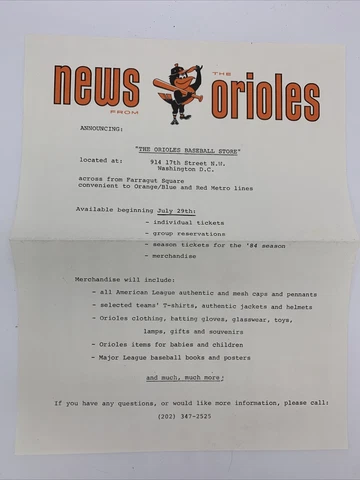 news FROM THE orioles
ANNOUNCING:
"THE ORIOLES BASEBALL STORE"
located at: 914 17th Street N.W.
Washington D.C.
across from Farragut Square
convenient to Orange/Blue and Red Metro lines
Available beginning July 29th:
- individual tickets
- group reservations
- season tickets for the '84 season
- merchandise
Merchandise will include:
- all American League authentic and mesh caps and pennants
- selected teams' T-shirts, authentic jackets and helmets
- Orioles clothing, batting gloves, glasswear, toys,
lamps, gifts and souvenirs
- Orioles items for babies and children
- Major League baseball books and posters
and much, much more!
If you have any questions, or would like more information, please call:
(202) 347-2525